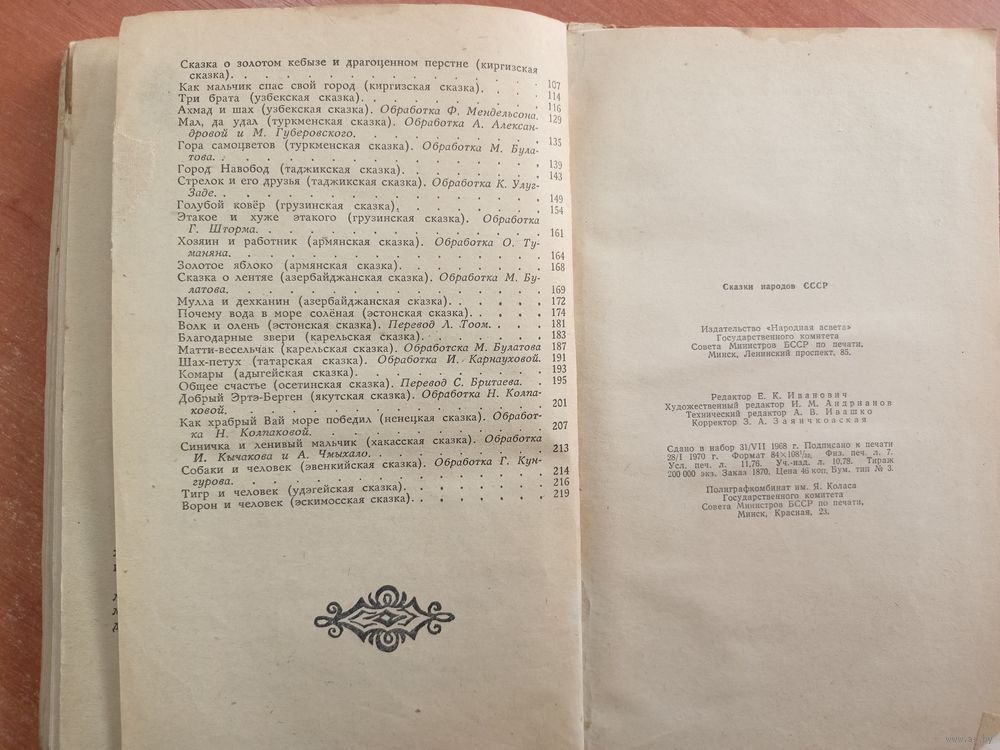 Сказка о золотом кебызе и драгоценном перстне (киргизская
сказка). . . . . . . . . . . . . 107
Как мальчик спас свой город (киргизская сказка). . . . 114
Три брата (узбекская сказка). . . . . . . . . 116
Ахмад и шах (узбекская сказка). Обработка Ф. Мендельсона. 129
Мал, да удал (туркменская сказка). Обработка А. Алексан-
дровой и М. Губеровского. . . . . . . . . 135
Гора самоцветов (туркменская сказка). Обработка М. Була-
това. . . . . . . . . . . . . . 139
Город Навобод (таджикская сказка). . . . . . . 143
Стрелок и его друзья (таджикская сказка). Обработка К. Улуг-
Заде. . . . . . . . . . . . . . 149
Голубой ковёр (грузинская сказка). . . . . . . 154
Этакое и хуже этакого (грузинская сказка). Обработка
Г. Шторма. . . . . . . . . . . . . 161
Хозяин и работник (армянская сказка). Обработка О. Ту-
маняна. . . . . . . . . . . . . . 164
Золотое яблоко (армянская сказка). . . . . . . 168
Сказка о лентяе (азербайджанская сказка). Обработка М. Бу-
латова. . . . . . . . . . . . . . 169
Мулла и дехканин (азербайджанская сказка). . . . . 172
Почему вода в море солёная (эстонская сказка). . . . 174
Волк и олень (эстонская сказка). Перевод Л. Тоом. . . 181
Благодарные звери (карельская сказка). . . . . . 183
Матти-весельчак (карельская сказка). Обработска М. Булатова 187
Шах-петух (татарская сказка). Обработка И. Карнауховой. 191
Комары (адыгейская сказка). . . . . . . . . 193
Общее счастье (осетинская сказка). Перевод С. Бритаева. . 195
Добрый Эртэ-Берген (якутская сказка). Обработка Н. Колпа-
ковой. . . . . . . . . . . . . . 201
Как храбрый Вай море победил (ненецкая сказка). Обработ-
ка Н. Колпаковой. . . . . . . . . . . 207
Синичка и ленивый мальчик (хакасская сказка). Обработка
И. Кычакова и А. Чмыхало. . . . . . . . . 213
Собаки и человек (эвенкийская сказка). Обработка Г. Кун-
гурова. . . . . . . . . . . . . . 214
Тигр и человек (удэгейская сказка). . . . . . . 216
Ворон и человек (эскимосская сказка). . . . . . 219
Сказки народов СССР
Издательство «Народная асвета»
Государственного комитета
Совета Министров БССР по печати,
Минск, Ленинский проспект, 85.
Редактор Е. К. Иванович
Художественный редактор И. М. Андрианов
Технический редактор А. В. Ивашко
Корректор З. А. Заянчковская
Сдано в набор 31/VII 1968 г. Подписано к печати
28/I 1970 г. Формат 84×108¹/₃₂. Физ. печ. л. 7.
Усл. печ. л. 11,76. Уч.-изд. л. 10,78. Тираж
200 000 экз. Заказ 1870. Цена 46 коп. Бум. тип № 3.
Полиграфкомбинат им. Я. Коласа
Государственного комитета
Совета Министров БССР по печати,
Минск, Красная, 23.
www.ay.by